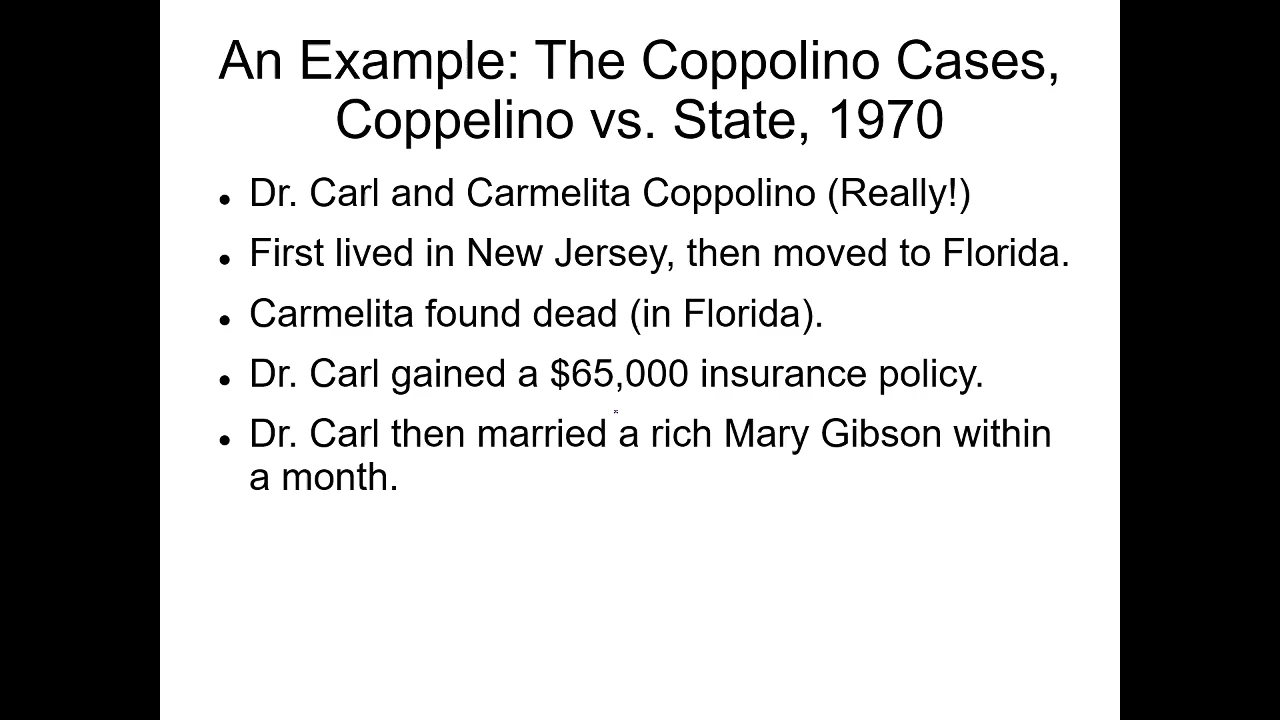 An Example: The Coppolino Cases,
Coppelino vs. State, 1970
• Dr. Carl and Carmelita Coppolino (Really!)
• First lived in New Jersey, then moved to Florida.
• Carmelita found dead (in Florida).
• Dr. Carl gained a $65,000 insurance policy.
• Dr. Carl then married a rich Mary Gibson within
a month.